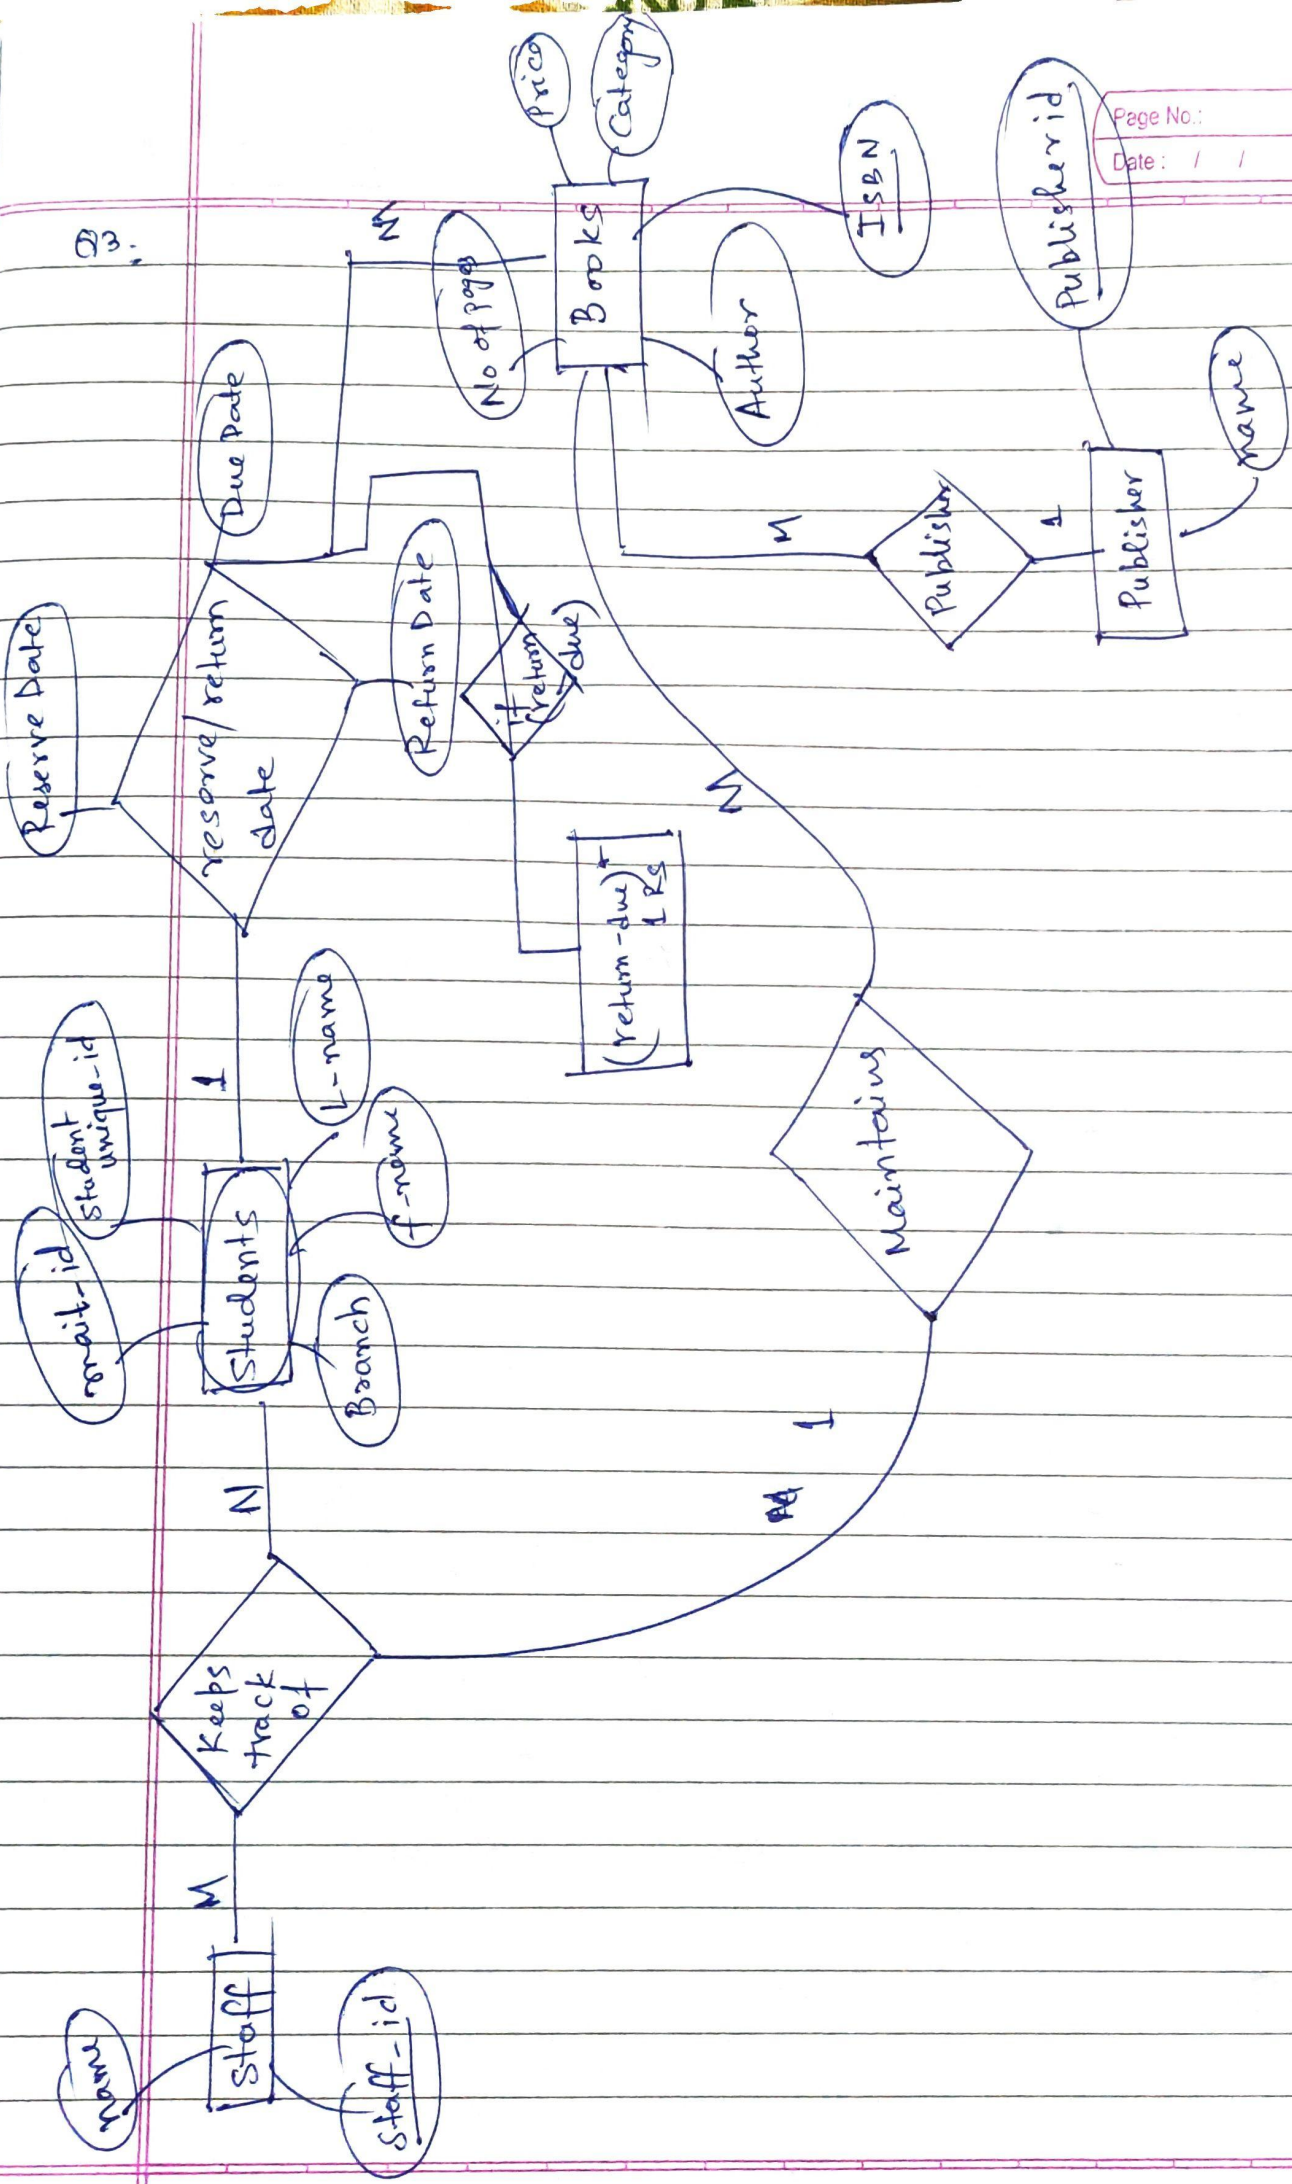 Page No.:
Date : / /
Q3.
Reserve Date
Due Date
reserve/return
date
Return Date
if
(return
-due)
(return-due)*
1 Rs
N
No of pages
Price
Category
Books
ISBN
Author
M
Publisher
1
Publisher
Publisher id
name
Student
unique-id
mail-id
Students
L-name
f-name
Branch
1
N
Keeps
track
of
M
Staff
name
Staff-id
Maintains
M
1